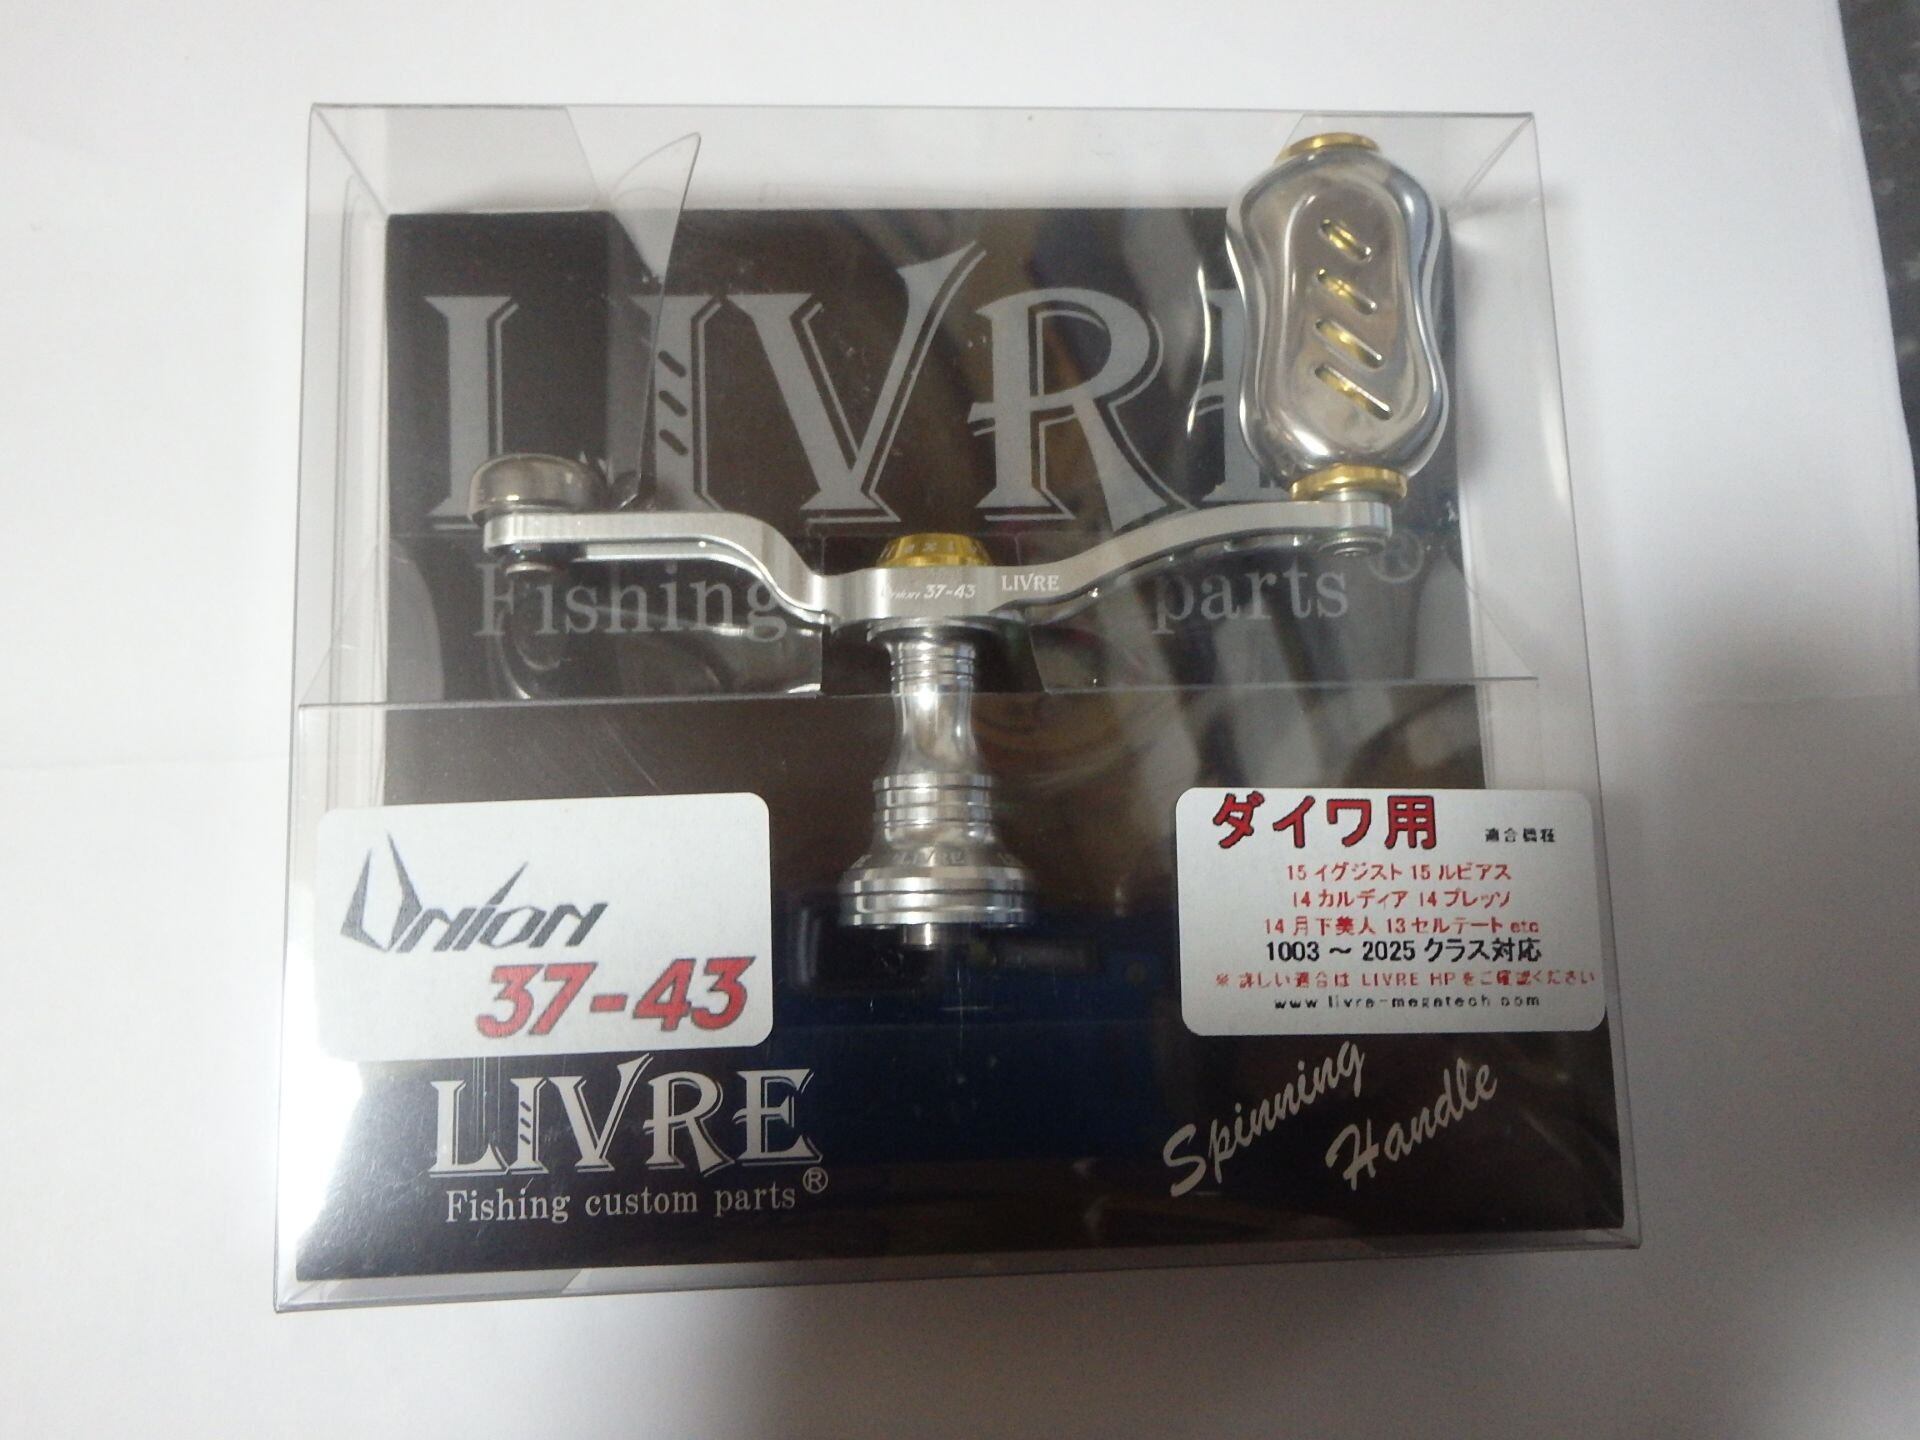 LIVRE
Fishing parts®
Union 37-43 LIVRE
Union
37-43
ダイワ用 適合機種
15 イグジスト 15 ルビアス
14 カルディア 14 プレッソ
14 月下美人 13 セルテート etc
1003 ～ 2025 クラス対応
※ 詳しい適合は LIVRE HP をご確認ください
www livre-megatech com
LIVRE
Fishing custom parts®
Spinning
Handle